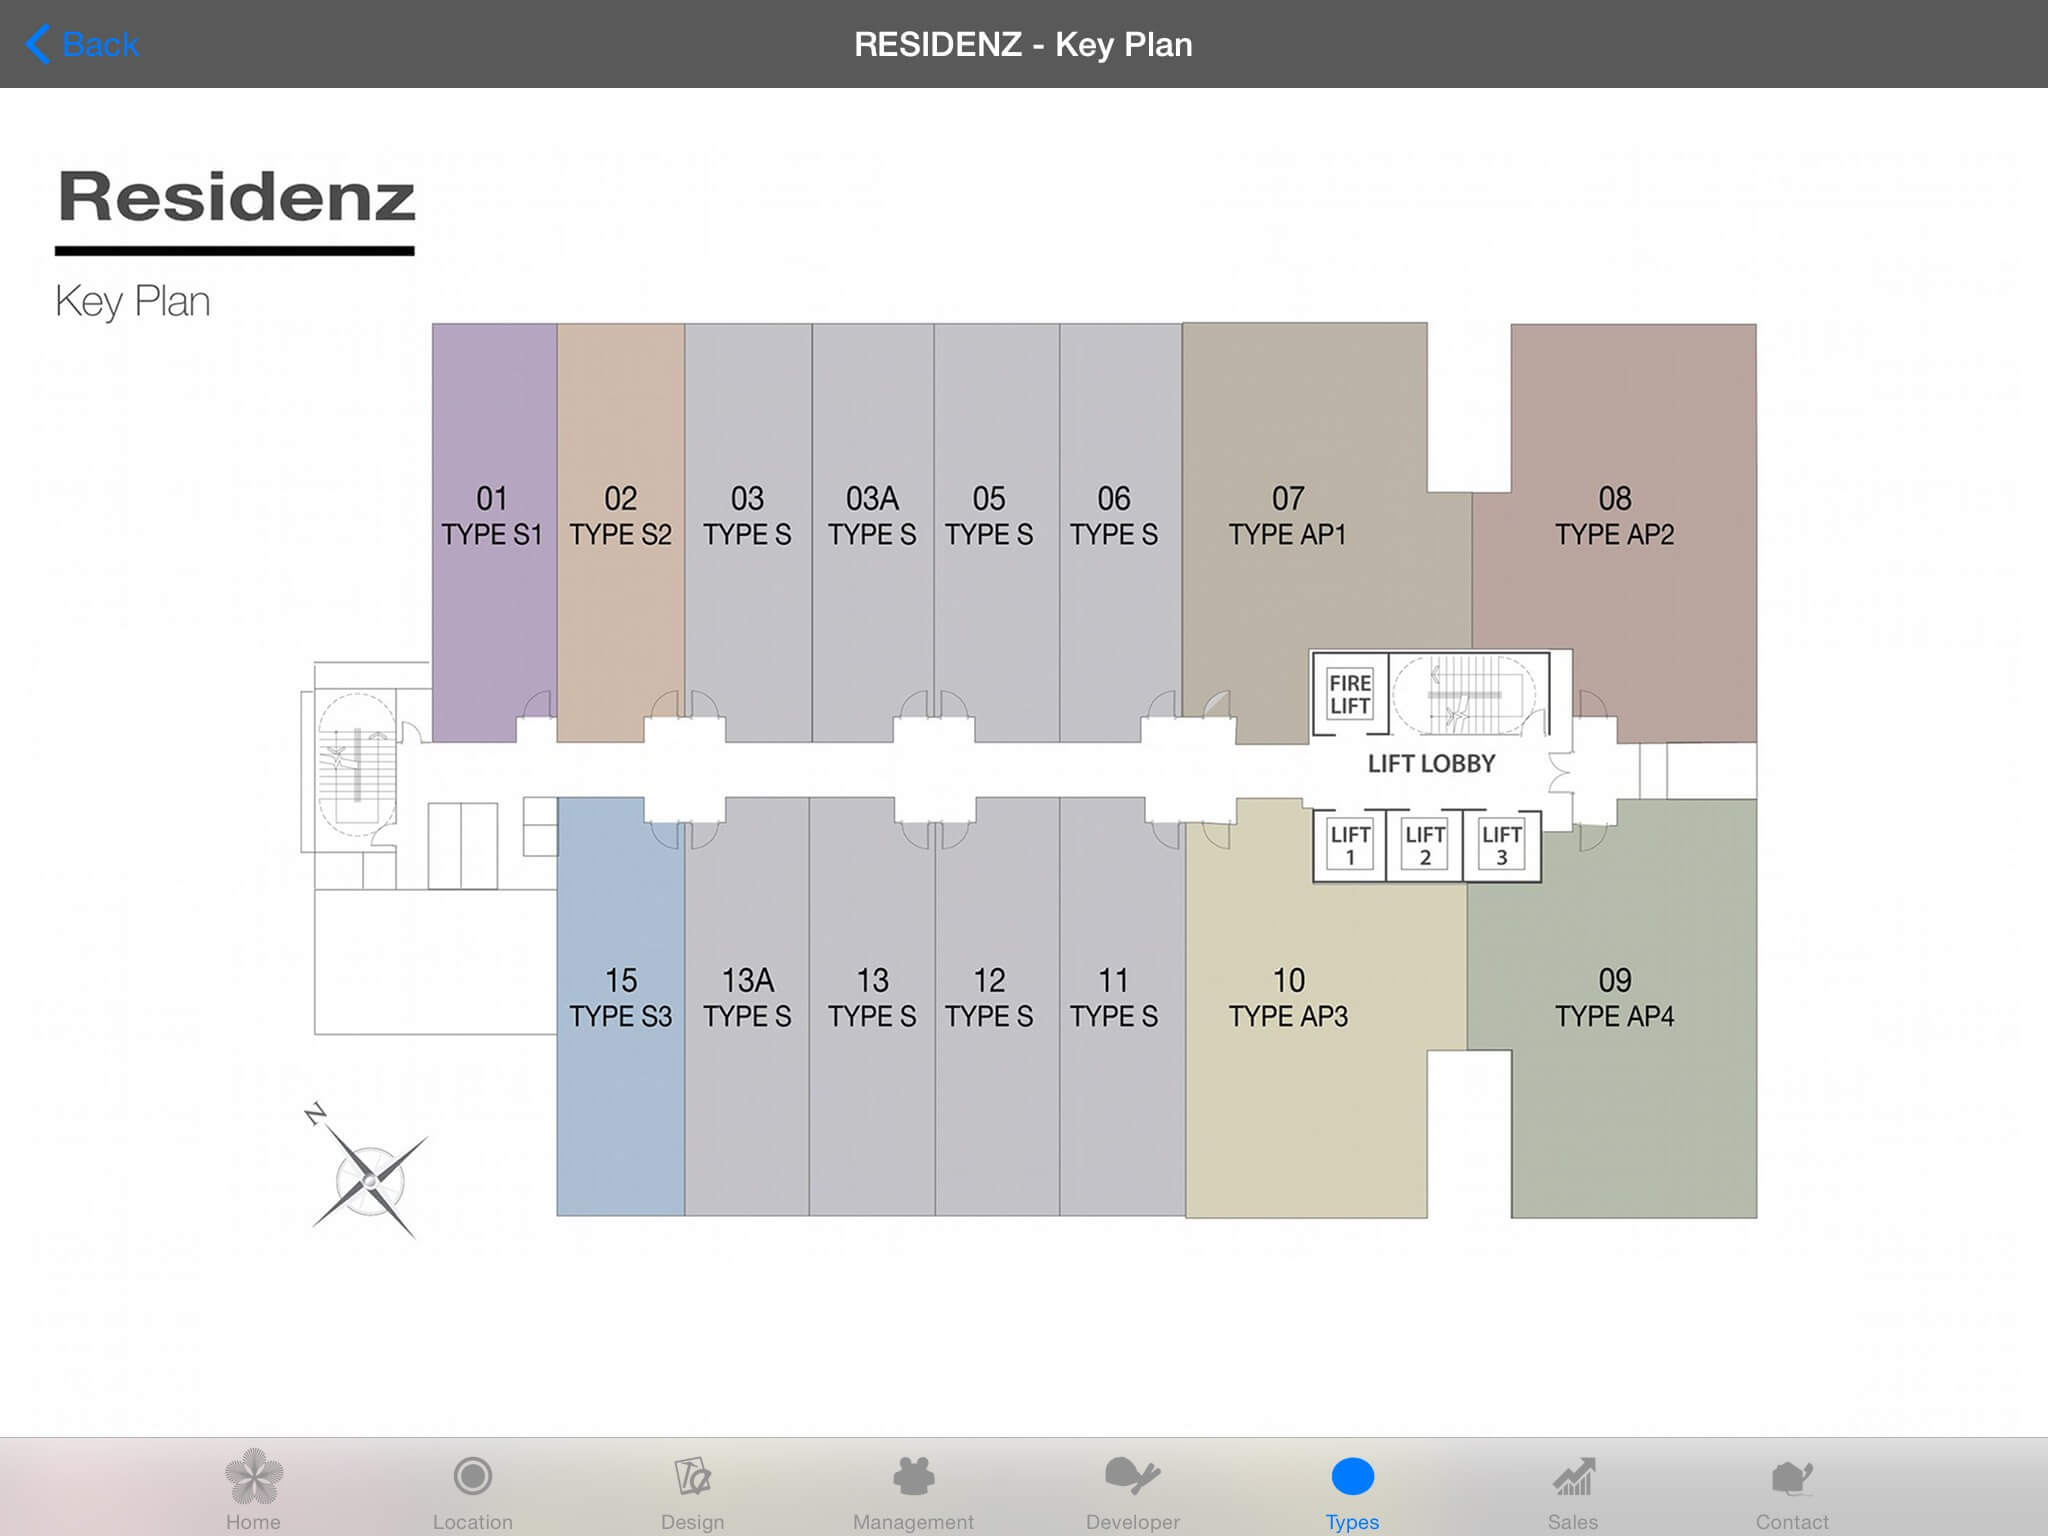 Back
RESIDENZ - Key Plan
Residenz
Key Plan
01
TYPE S1
02
TYPE S2
03
TYPE S
03A
TYPE S
05
TYPE S
06
TYPE S
07
TYPE AP1
08
TYPE AP2
FIRE
LIFT
LIFT LOBBY
LIFT
1
LIFT
2
LIFT
3
15
TYPE S3
13A
TYPE S
13
TYPE S
12
TYPE S
11
TYPE S
10
TYPE AP3
09
TYPE AP4
N
Home
Location
Design
Management
Developer
Types
Sales
Contact